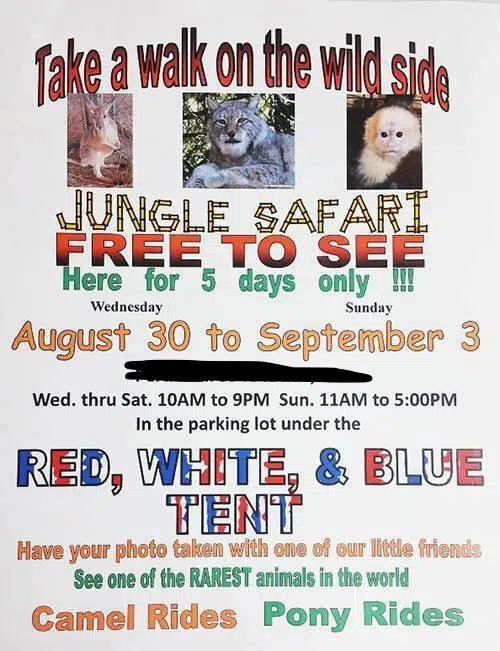 Take a walk on the wild side
JUNGLE SAFARI
FREE TO SEE
Here for 5 days only !!!
Wednesday Sunday
August 30 to September 3
Wed. thru Sat. 10AM to 9PM Sun. 11AM to 5:00PM
In the parking lot under the
RED, WHITE, & BLUE
TENT
Have your photo taken with one of our little friends
See one of the RAREST animals in the world
Camel Rides Pony Rides